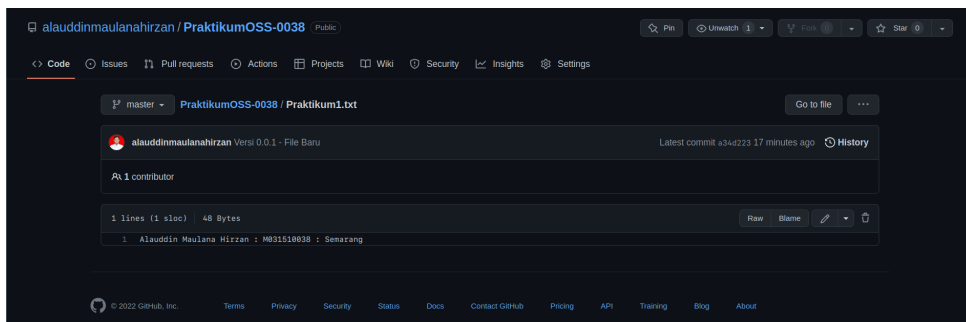 alauddinmaulanahirzan / PraktikumOSS-0038 Public
Pin Unwatch 1 Fork 0 Star 0
Code Issues Pull requests Actions Projects Wiki Security Insights Settings
master PraktikumOSS-0038 / Praktikum1.txt Go to file ...
alauddinmaulanahirzan Versi 0.0.1 - File Baru Latest commit a34d223 17 minutes ago History
1 contributor
1 lines (1 sloc) 48 Bytes Raw Blame
1 Alauddin Maulana Hirzan : M031510038 : Semarang
© 2022 GitHub, Inc. Terms Privacy Security Status Docs Contact GitHub Pricing API Training Blog About